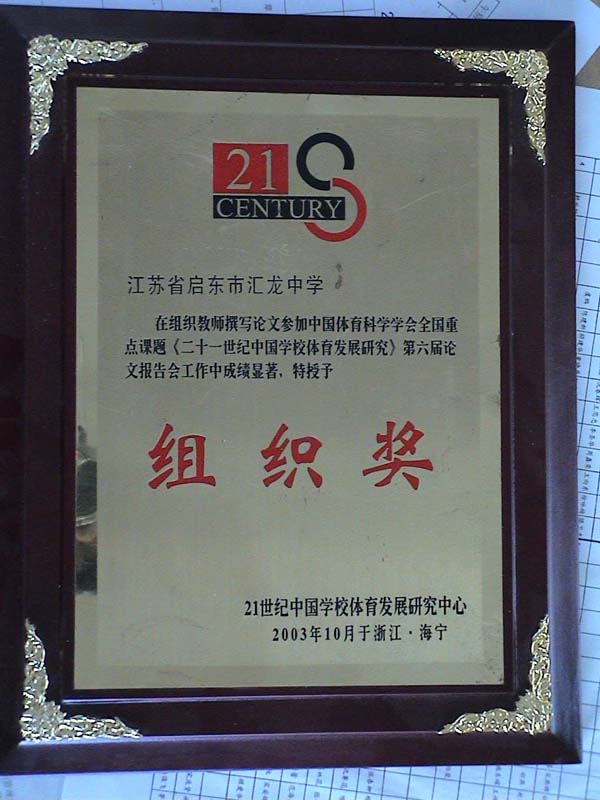 21
CENTURY
江苏省启东市汇龙中学
在组织教师撰写论文参加中国体育科学学会全国重
点课题《二十一世纪中国学校体育发展研究》第六届论
文报告会工作中成绩显著，特授予
组织奖
21世纪中国学校体育发展研究中心
2003年10月于浙江·海宁